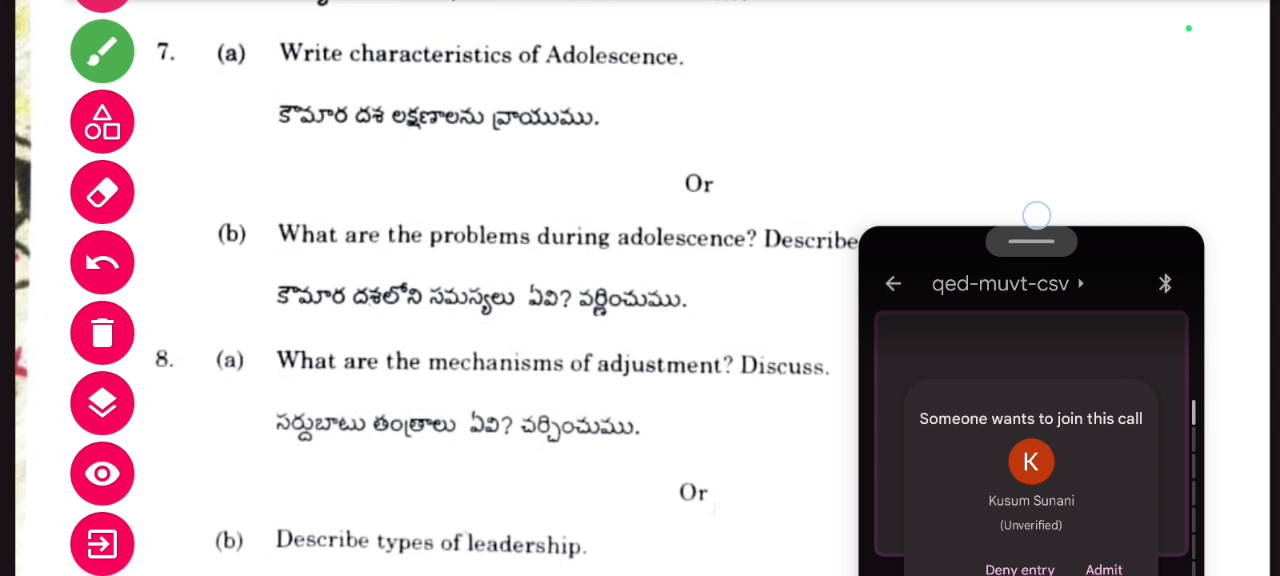 7. (a) Write characteristics of Adolescence.
కౌమార దశ లక్షణాలను వ్రాయుము.
Or
(b) What are the problems during adolescence? Describe
కౌమార దశలోని సమస్యలు ఏవి? వర్ణించుము.
8. (a) What are the mechanisms of adjustment? Discuss.
సర్దుబాటు తంత్రాలు ఏవి? చర్చించుము.
Or
(b) Describe types of leadership.
qed-muvt-csv
Someone wants to join this call
K
Kusum Sunani
(Unverified)
Deny entry Admit